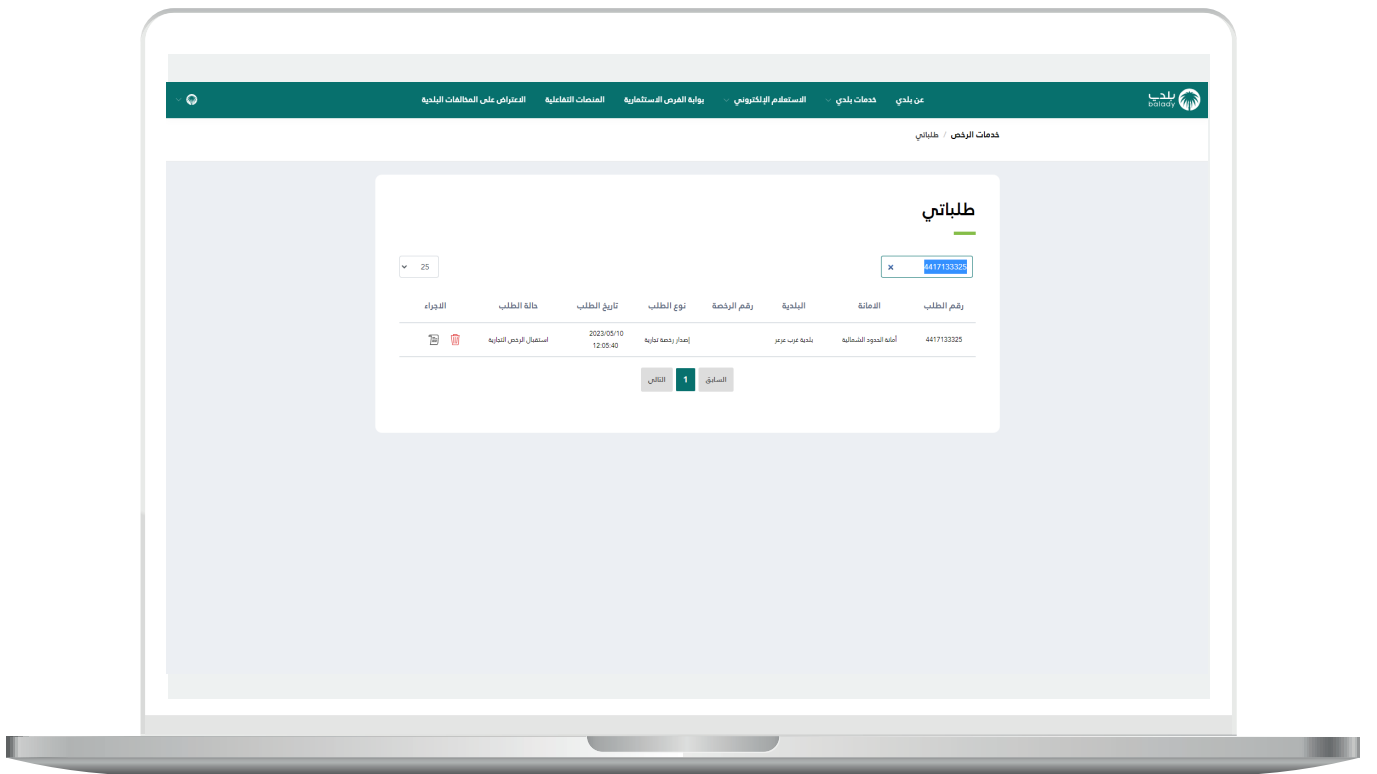 بلدي
balady
عن بلدي
خدمات بلدي
الاستعلام الإلكتروني
بوابة الفرص الاستثمارية
المنصات التفاعلية
الاعتراض على المخالفات البلدية
خدمات الرخص / طلباتي
طلباتي
4417133325
25
رقم الطلب
الامانة
البلدية
رقم الرخصة
نوع الطلب
تاريخ الطلب
حالة الطلب
الاجراء
4417133325
أمانة الحدود الشمالية
بلدية غرب عرعر
إصدار رخصة تجارية
2023/05/10
12:05:40
استقبال الرخص التجارية
السابق
1
التالي